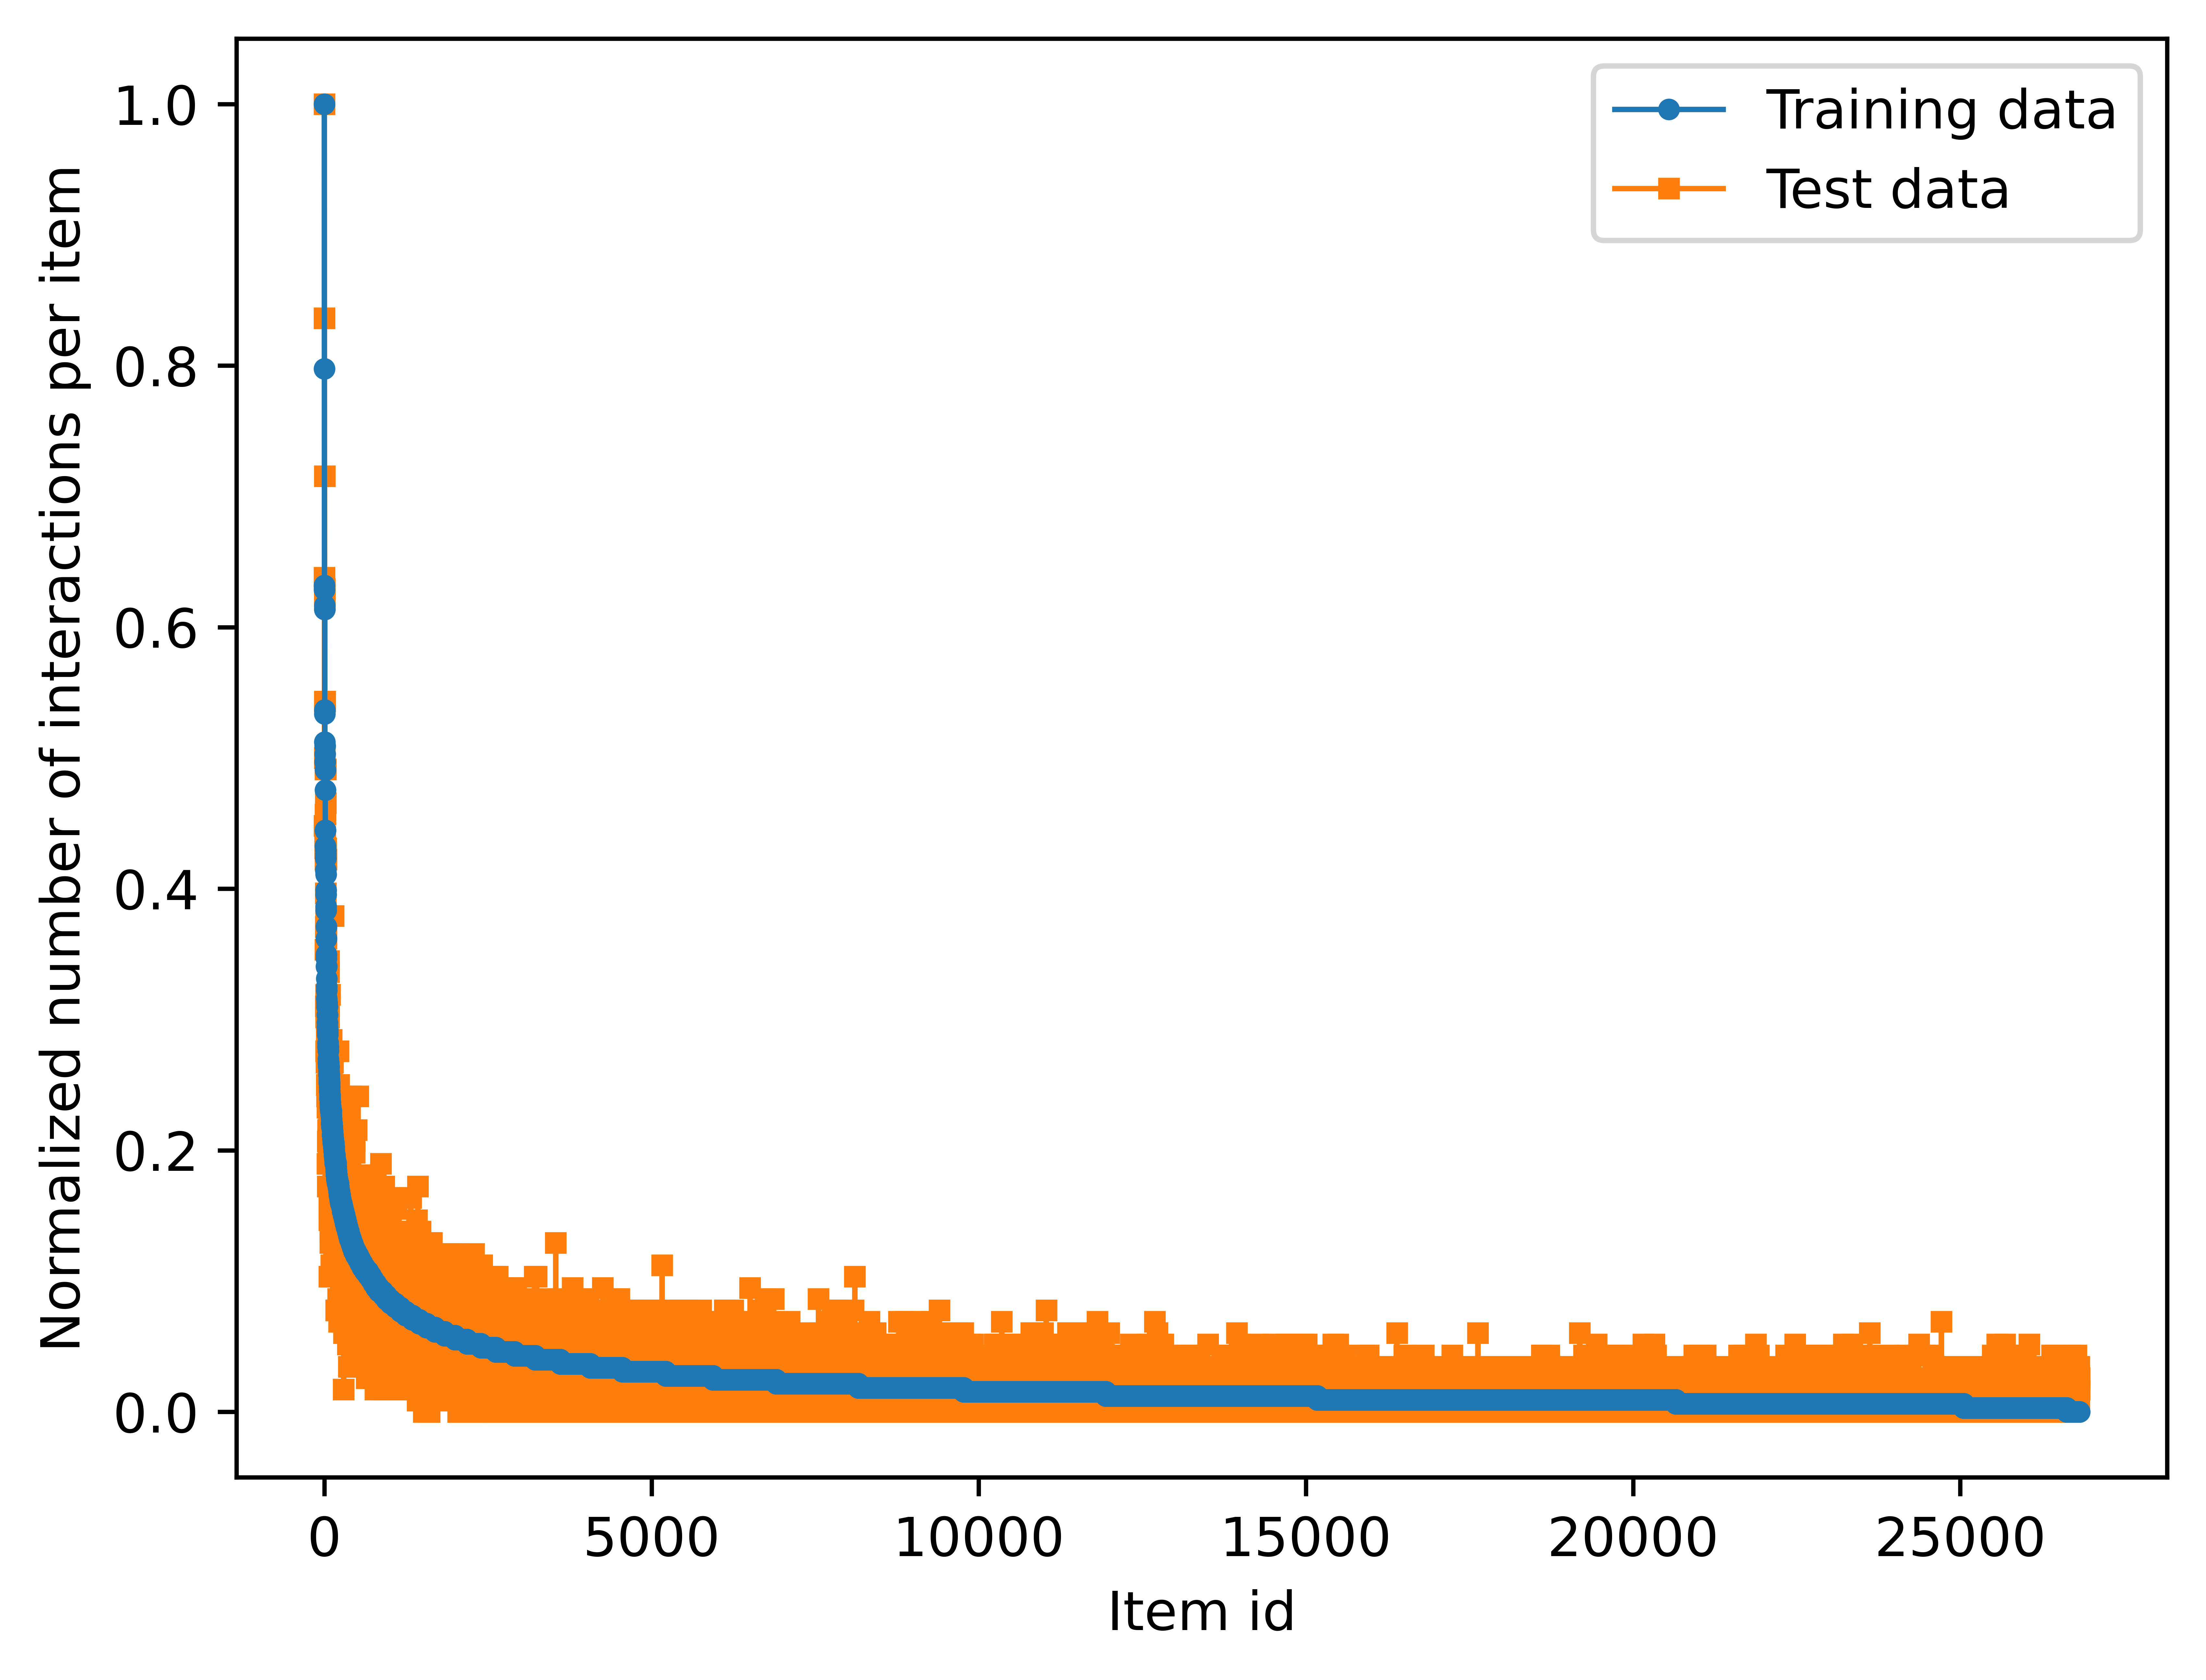 Training data
Test data
Normalized number of interactions per item
1.0
0.8
0.6
0.4
0.2
0.0
0 5000 10000 15000 20000 25000
Item id